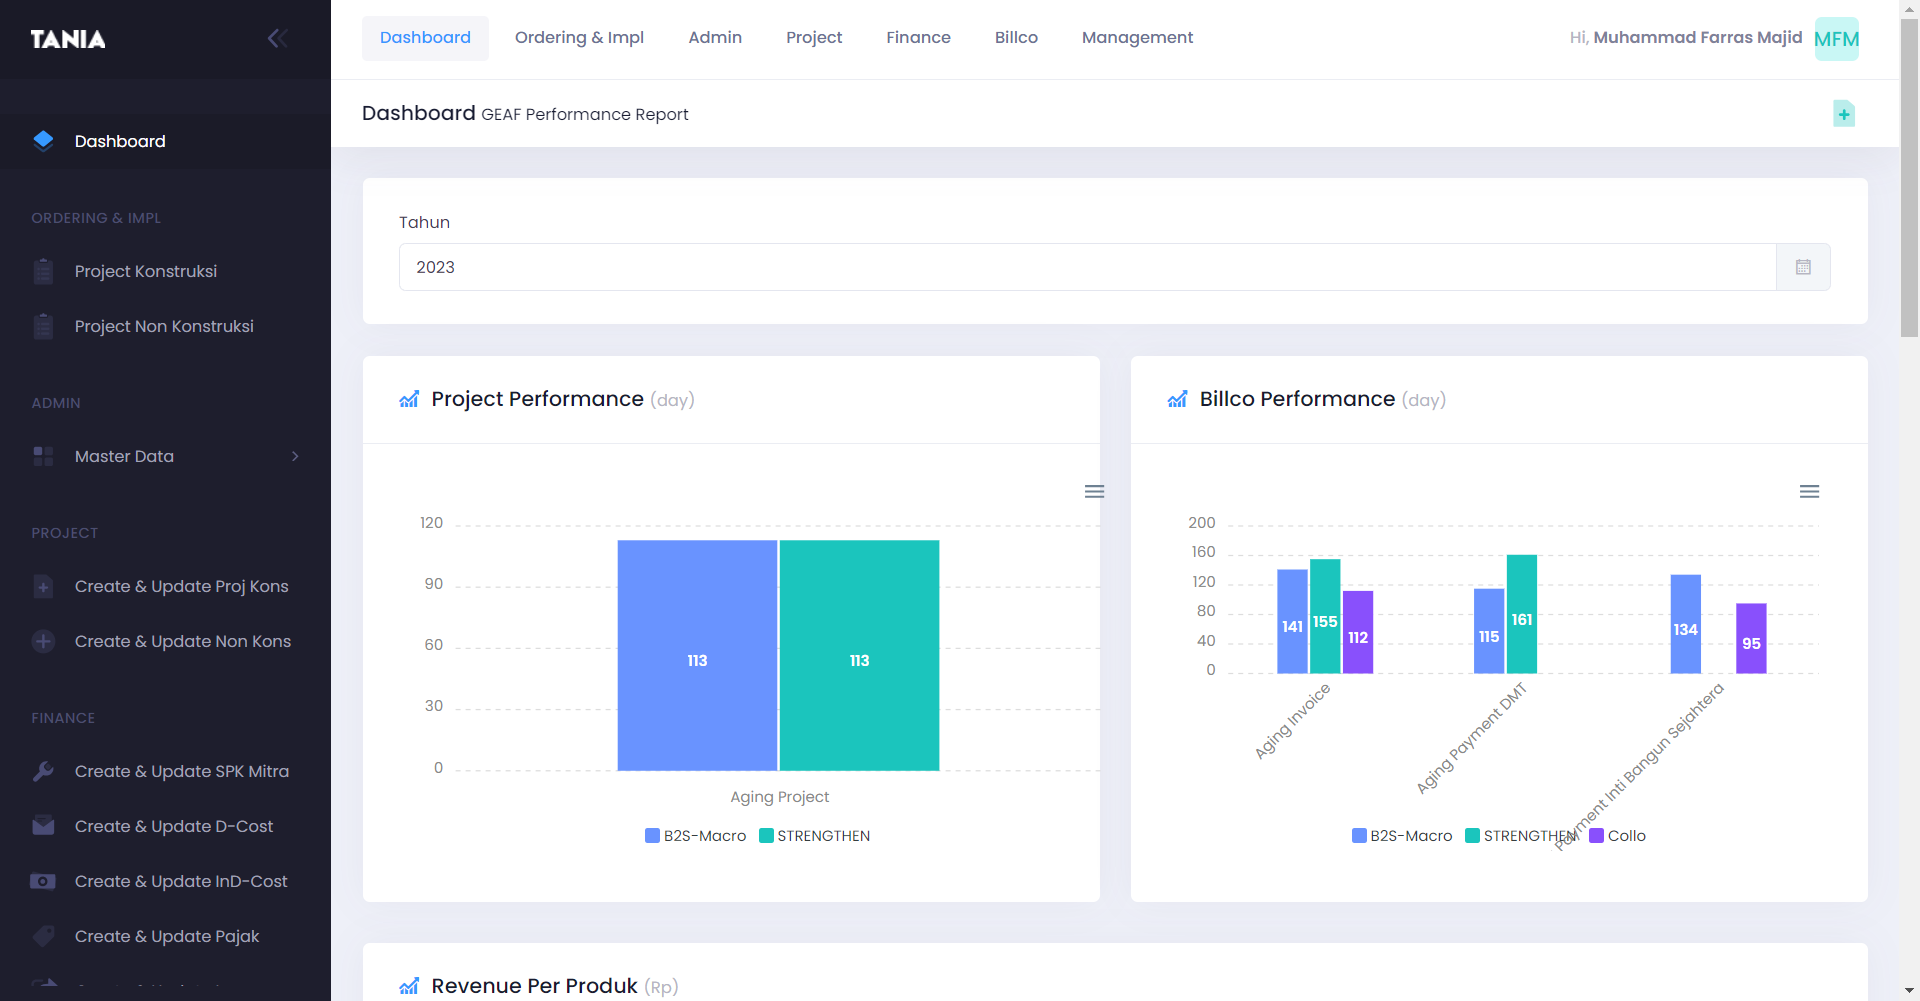 TANIA
Dashboard
ORDERING & IMPL
Project Konstruksi
Project Non Konstruksi
ADMIN
Master Data
PROJECT
Create & Update Proj Kons
Create & Update Non Kons
FINANCE
Create & Update SPK Mitra
Create & Update D-Cost
Create & Update InD-Cost
Create & Update Pajak
Dashboard Ordering & Impl Admin Project Finance Billco Management
Hi, Muhammad Farras Majid MFM
Dashboard GEAF Performance Report
Tahun
2023
Project Performance (day)
120
90
60
30
0
113 113
Aging Project
B2S-Macro STRENGTHEN
Billco Performance (day)
200
160
120
80
40
0
141 155 112 115 161 134 95
Aging Invoice
Aging Payment DMT
Payment Inti Bangun Sejahtera
B2S-Macro STRENGTHEN Collo
Revenue Per Produk (Rp)